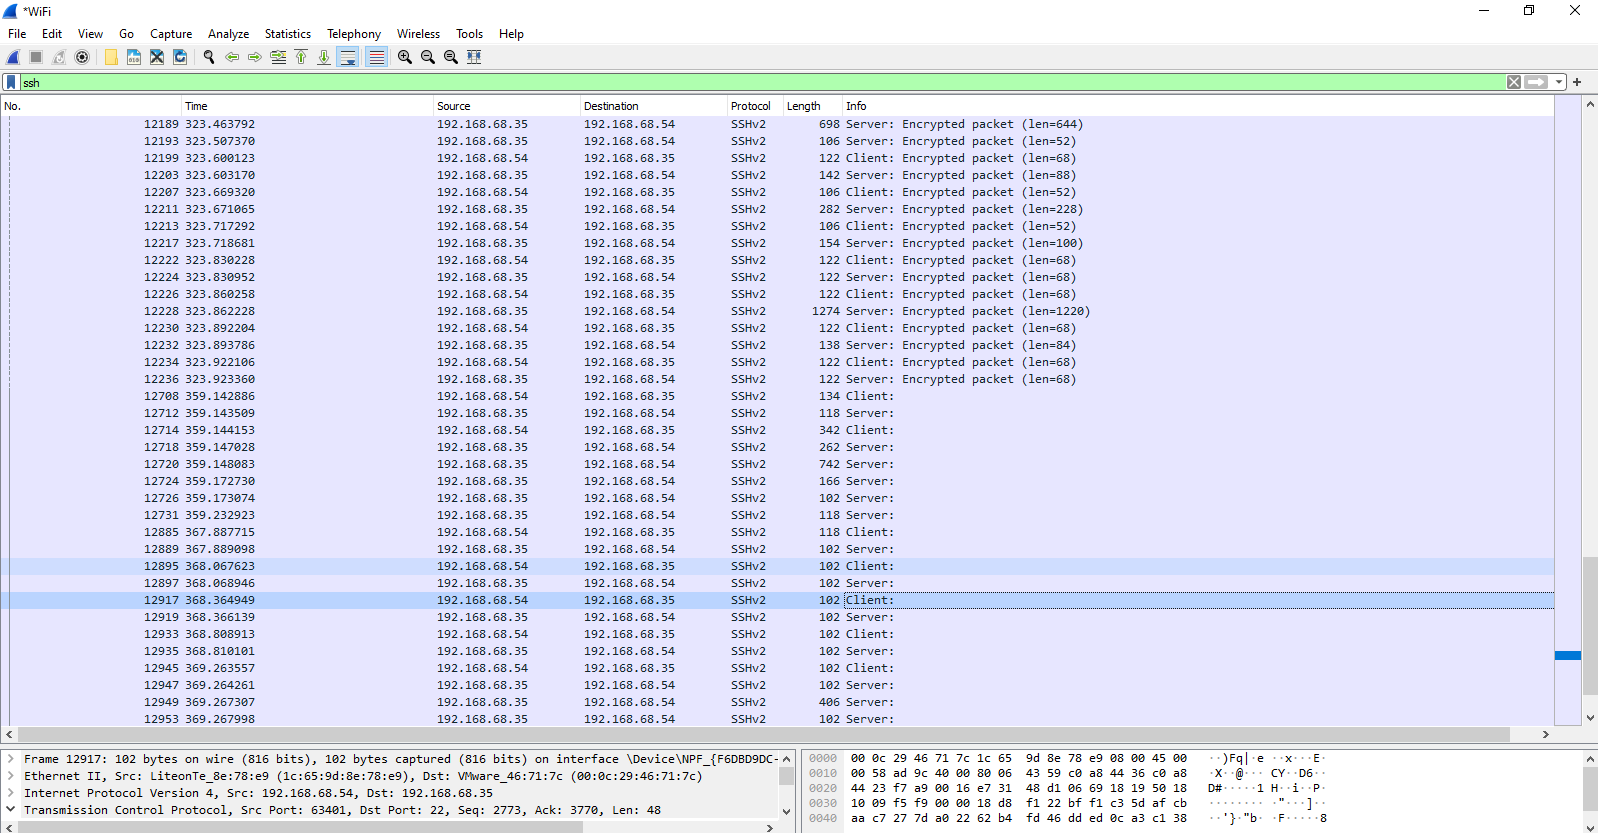 *WiFi
File Edit View Go Capture Analyze Statistics Telephony Wireless Tools Help
ssh
No. Time Source Destination Protocol Length Info
12189 323.463792 192.168.68.35 192.168.68.54 SSHv2 698 Server: Encrypted packet (len=644)
12193 323.507370 192.168.68.35 192.168.68.54 SSHv2 106 Server: Encrypted packet (len=52)
12199 323.600123 192.168.68.54 192.168.68.35 SSHv2 122 Client: Encrypted packet (len=68)
12203 323.603170 192.168.68.35 192.168.68.54 SSHv2 142 Server: Encrypted packet (len=88)
12207 323.669320 192.168.68.54 192.168.68.35 SSHv2 106 Client: Encrypted packet (len=52)
12211 323.671065 192.168.68.35 192.168.68.54 SSHv2 282 Server: Encrypted packet (len=228)
12213 323.717292 192.168.68.54 192.168.68.35 SSHv2 106 Client: Encrypted packet (len=52)
12217 323.718681 192.168.68.35 192.168.68.54 SSHv2 154 Server: Encrypted packet (len=100)
12222 323.830228 192.168.68.54 192.168.68.35 SSHv2 122 Client: Encrypted packet (len=68)
12224 323.830952 192.168.68.35 192.168.68.54 SSHv2 122 Server: Encrypted packet (len=68)
12226 323.860258 192.168.68.54 192.168.68.35 SSHv2 122 Client: Encrypted packet (len=68)
12228 323.862228 192.168.68.35 192.168.68.54 SSHv2 1274 Server: Encrypted packet (len=1220)
12230 323.892204 192.168.68.54 192.168.68.35 SSHv2 122 Client: Encrypted packet (len=68)
12232 323.893786 192.168.68.35 192.168.68.54 SSHv2 138 Server: Encrypted packet (len=84)
12234 323.922106 192.168.68.54 192.168.68.35 SSHv2 122 Client: Encrypted packet (len=68)
12236 323.923360 192.168.68.35 192.168.68.54 SSHv2 122 Server: Encrypted packet (len=68)
12708 359.142886 192.168.68.54 192.168.68.35 SSHv2 134 Client:
12712 359.143509 192.168.68.35 192.168.68.54 SSHv2 118 Server:
12714 359.144153 192.168.68.54 192.168.68.35 SSHv2 342 Client:
12718 359.147028 192.168.68.35 192.168.68.54 SSHv2 262 Server:
12720 359.148083 192.168.68.35 192.168.68.54 SSHv2 742 Server:
12724 359.172730 192.168.68.35 192.168.68.54 SSHv2 166 Server:
12726 359.173074 192.168.68.35 192.168.68.54 SSHv2 102 Server:
12731 359.232923 192.168.68.35 192.168.68.54 SSHv2 118 Server:
12885 367.887715 192.168.68.54 192.168.68.35 SSHv2 118 Client:
12889 367.889098 192.168.68.35 192.168.68.54 SSHv2 102 Server:
12895 368.067623 192.168.68.54 192.168.68.35 SSHv2 102 Client:
12897 368.068946 192.168.68.35 192.168.68.54 SSHv2 102 Server:
12917 368.364949 192.168.68.54 192.168.68.35 SSHv2 102 Client:
12919 368.366139 192.168.68.35 192.168.68.54 SSHv2 102 Server:
12933 368.808913 192.168.68.54 192.168.68.35 SSHv2 102 Client:
12935 368.810101 192.168.68.35 192.168.68.54 SSHv2 102 Server:
12945 369.263557 192.168.68.54 192.168.68.35 SSHv2 102 Client:
12947 369.264261 192.168.68.35 192.168.68.54 SSHv2 102 Server:
12949 369.267307 192.168.68.35 192.168.68.54 SSHv2 406 Server:
12953 369.267998 192.168.68.35 192.168.68.54 SSHv2 102 Server:
Frame 12917: 102 bytes on wire (816 bits), 102 bytes captured (816 bits) on interface \Device\NPF_{F6DBD9DC-
Ethernet II, Src: LiteonTe_8e:78:e9 (1c:65:9d:8e:78:e9), Dst: VMware_46:71:7c (00:0c:29:46:71:7c)
Internet Protocol Version 4, Src: 192.168.68.54, Dst: 192.168.68.35
Transmission Control Protocol, Src Port: 63401, Dst Port: 22, Seq: 2773, Ack: 3770, Len: 48
0000 00 0c 29 46 71 7c 1c 65 9d 8e 78 e9 08 00 45 00 ··)Fq|·e ··x···E·
0010 00 58 ad 9c 40 00 80 06 43 59 c0 a8 44 36 c0 a8 ·X··@··· CY··D6··
0020 44 23 f7 a9 00 16 e7 31 48 d1 06 69 18 19 50 18 D#·····1 H··i··P·
0030 10 09 f5 f9 00 00 18 d8 f1 22 bf f1 c3 5d af cb ········ ·"···]··
0040 aa c7 27 7d a0 22 62 b4 fd 46 dd ed 0c a3 c1 38 ··'}·"b· ·F·····8